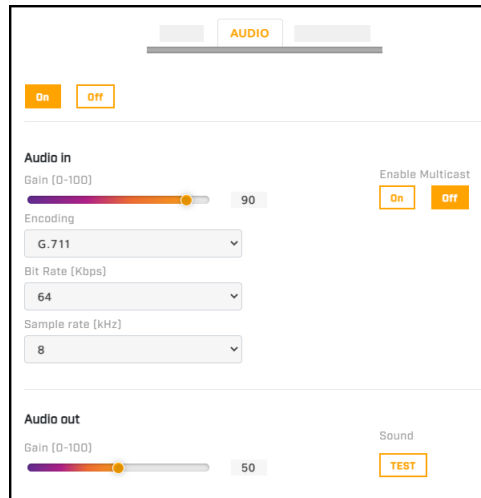 AUDIO
On Off
Audio in
Gain (0-100)
90
Enable Multicast
On Off
Encoding
G.711
Bit Rate (Kbps)
64
Sample rate (kHz)
8
Audio out
Gain (0-100)
50
Sound
TEST